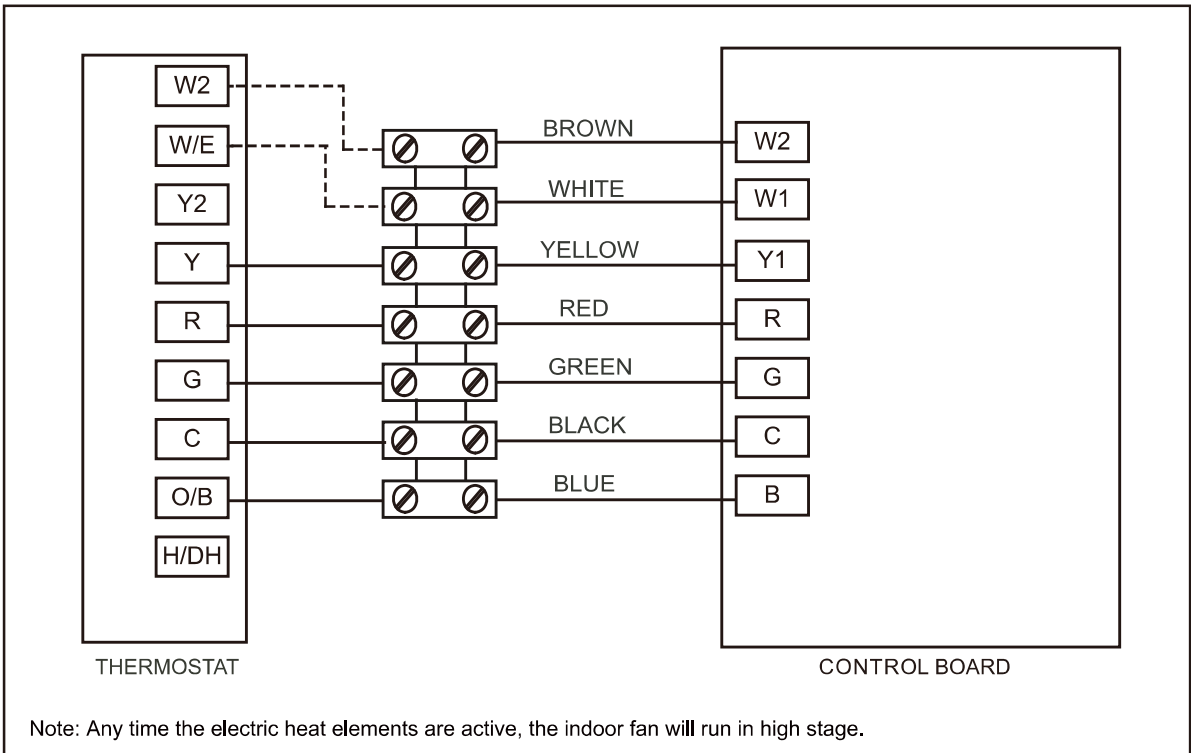 W2
BROWN
W2
W/E
WHITE
W1
Y2
YELLOW
Y1
Y
RED
R
R
GREEN
G
G
BLACK
C
C
BLUE
B
O/B
H/DH
THERMOSTAT
CONTROL BOARD
Note: Any time the electric heat elements are active, the indoor fan will run in high stage.